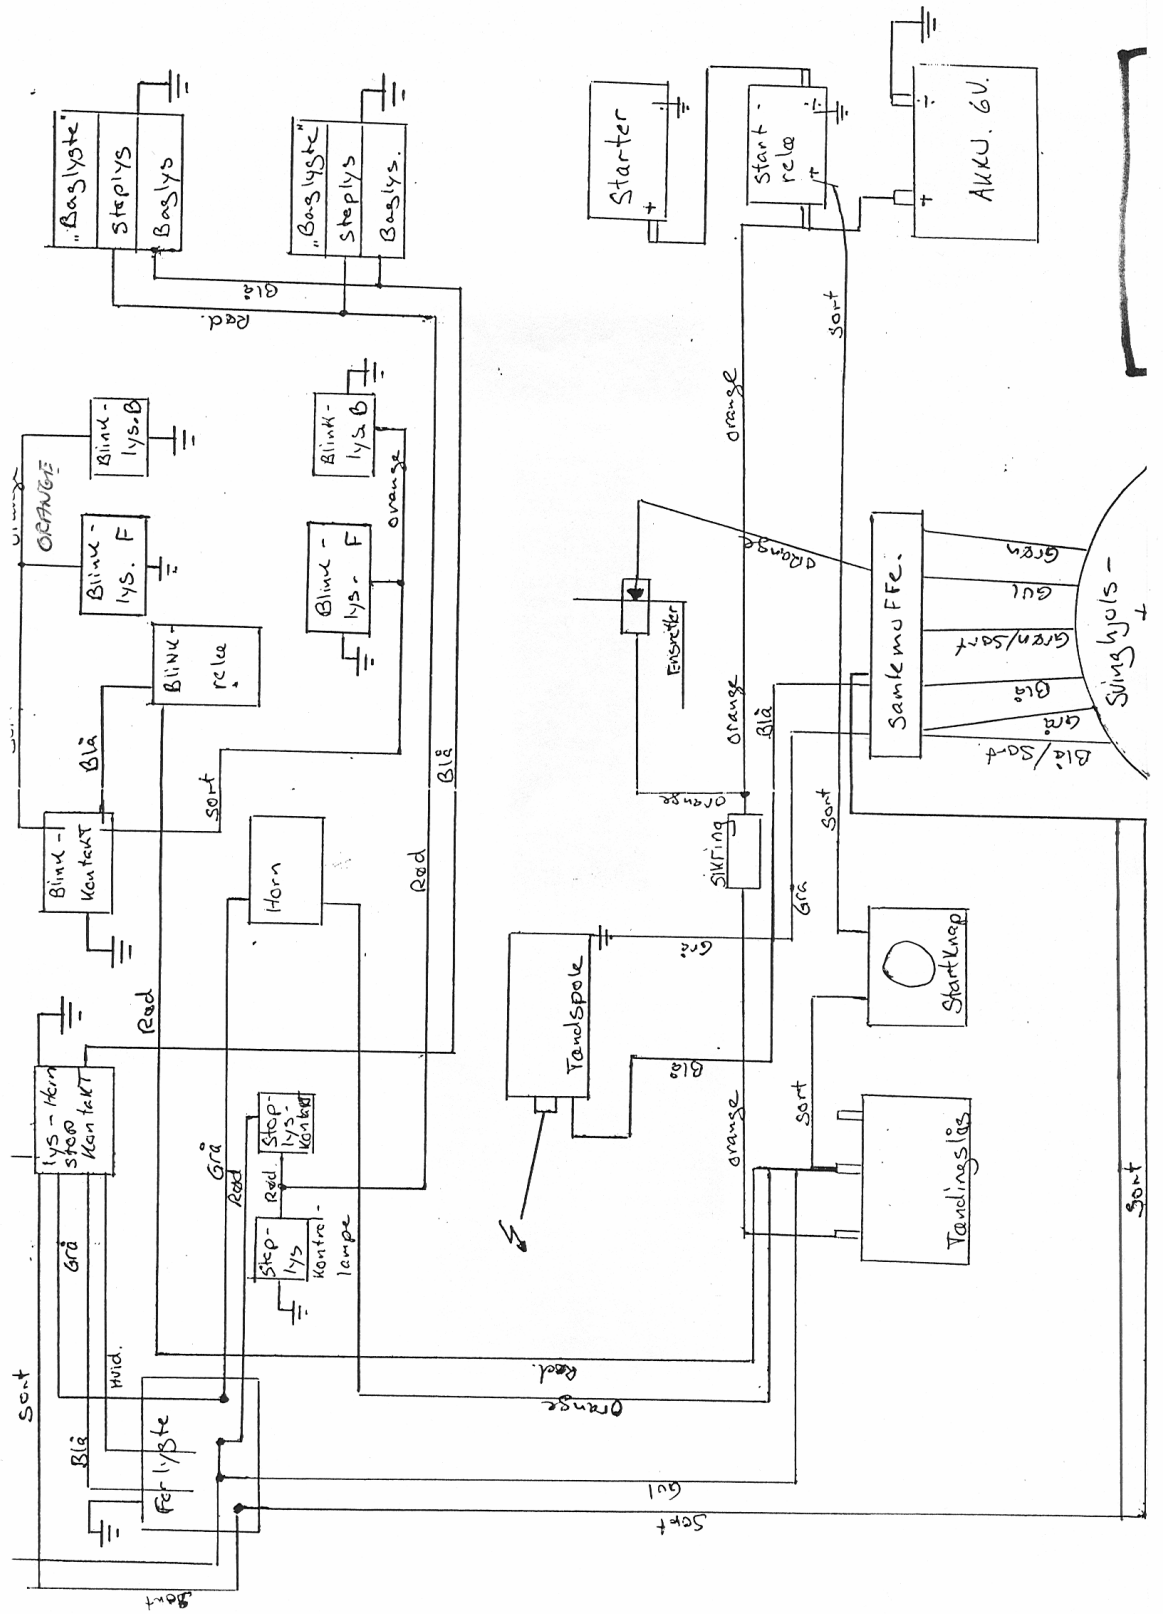 „Baglygte"
Stoplys
Baglys
„Baglygte"
Stoplys
Baglys.
Blå
Rød.
Starter
+
Start-
relæ
+
÷
AKKU. 6V.
+
÷
Blink-
lys. B
ORANGE
Blink-
lys. F
Blink-
lys. B
orange
Blink-
lys. F
Blink-
relæ
Blå
Sort
Blink-
Kontakt
Horn
Rød
Rød
Blå
Lys-Horn
Stop
Kontakt
Grå
Rød
Stop-
lys-
Kontakt
Rød
Stop-
lys
Kontrol-
lampe
Sort
Grå
Blå
Hvid.
Forlygte
Sort
Rød.
Orange
Gul
Sort
orange
Sort
orange
Ensretter
orange
Blå
orange
Sikring
Grå
Sort
Samlemuffe.
Grøn
Gul
Grøn/Sort
Blå
Grå
Blå/Sort
Svinghjuls-
+
Tændspole
Grå
Blå
Startknap
orange
Sort
Tændingslås
Sort